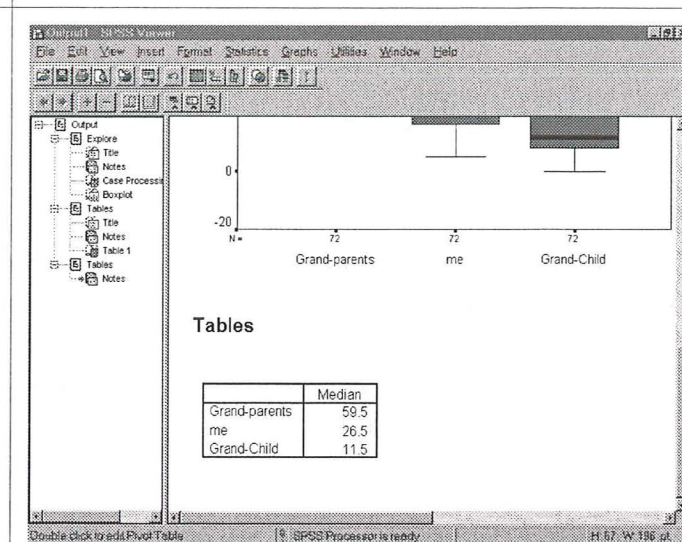 Output1 - SPSS Viewer
File Edit View Insert Format Statistics Graphs Utilities Window Help
Output
Explore
Title
Notes
Case Processin
Boxplot
Tables
Title
Notes
Table 1
Tables
Notes
0
-20
N = 72 72 72
Grand-parents me Grand-Child
Tables
Median
Grand-parents 59.5
me 26.5
Grand-Child 11.5
Double click to edit Pivot Table SPSS Processor is ready H: 67, W: 196 pt.